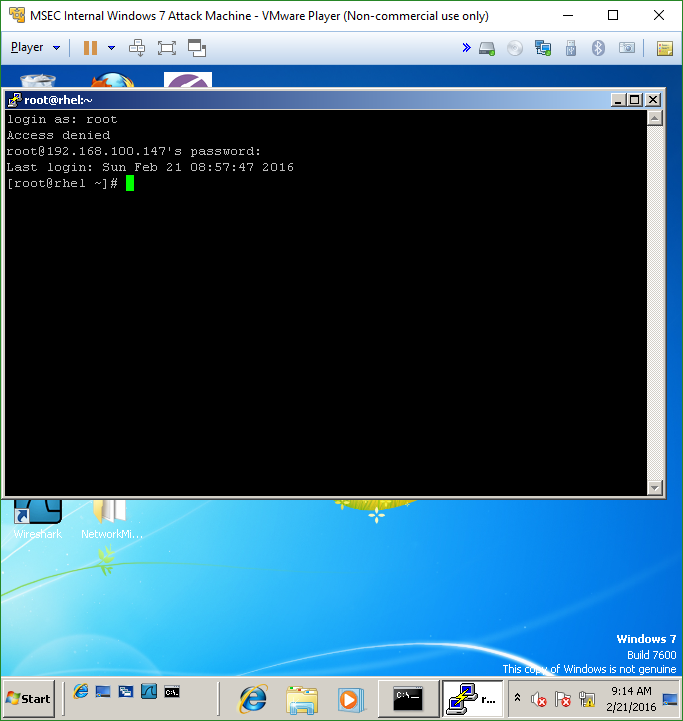 MSEC Internal Windows 7 Attack Machine - VMware Player (Non-commercial use only)
Player
root@rhel:~
login as: root
Access denied
root@192.168.100.147's password:
Last login: Sun Feb 21 08:57:47 2016
[root@rhel ~]#
Wireshark
NetworkMi...
Windows 7
Build 7600
This copy of Windows is not genuine
Start
C:\
C:\
r...
9:14 AM
2/21/2016